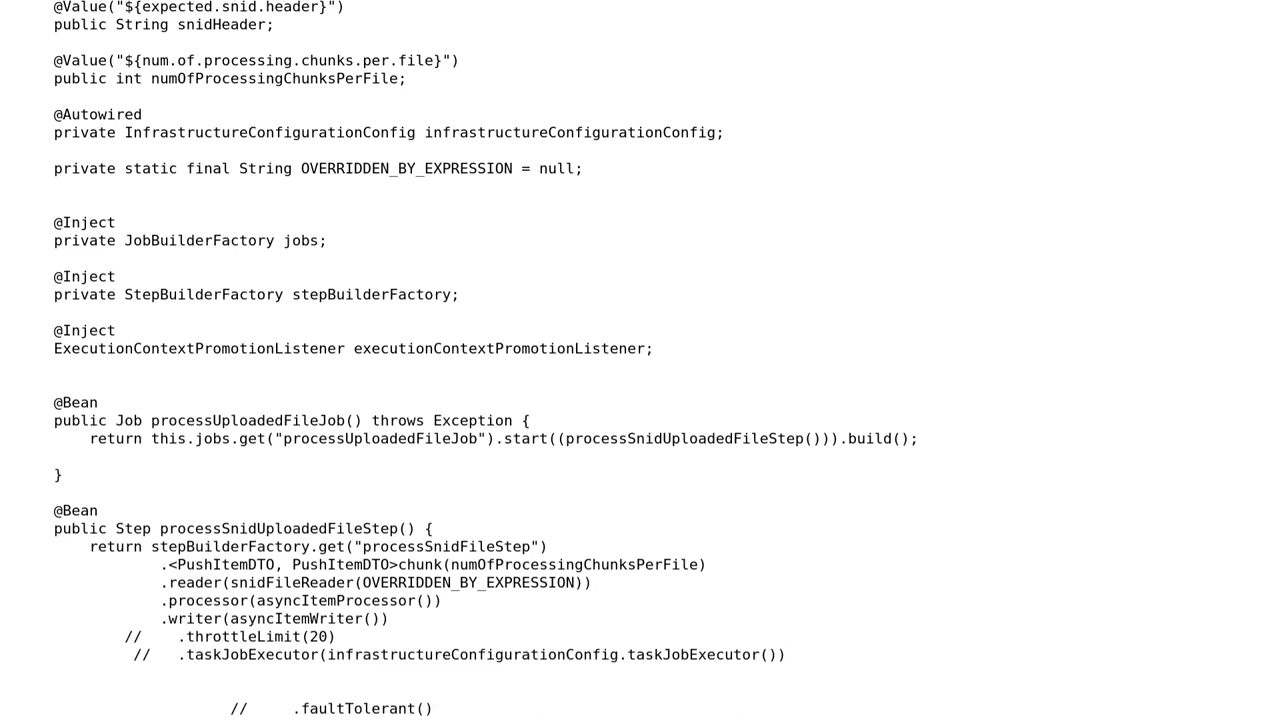 @Value("${expected.snid.header}")
public String snidHeader;
@Value("${num.of.processing.chunks.per.file}")
public int numOfProcessingChunksPerFile;
@Autowired
private InfrastructureConfigurationConfig infrastructureConfigurationConfig;
private static final String OVERRIDDEN_BY_EXPRESSION = null;
@Inject
private JobBuilderFactory jobs;
@Inject
private StepBuilderFactory stepBuilderFactory;
@Inject
ExecutionContextPromotionListener executionContextPromotionListener;
@Bean
public Job processUploadedFileJob() throws Exception {
return this.jobs.get("processUploadedFileJob").start((processSnidUploadedFileStep())).build();
}
@Bean
public Step processSnidUploadedFileStep() {
return stepBuilderFactory.get("processSnidFileStep")
.<PushItemDTO, PushItemDTO>chunk(numOfProcessingChunksPerFile)
.reader(snidFileReader(OVERRIDDEN_BY_EXPRESSION))
.processor(asyncItemProcessor())
.writer(asyncItemWriter())
// .throttleLimit(20)
// .taskJobExecutor(infrastructureConfigurationConfig.taskJobExecutor())
// .faultTolerant()